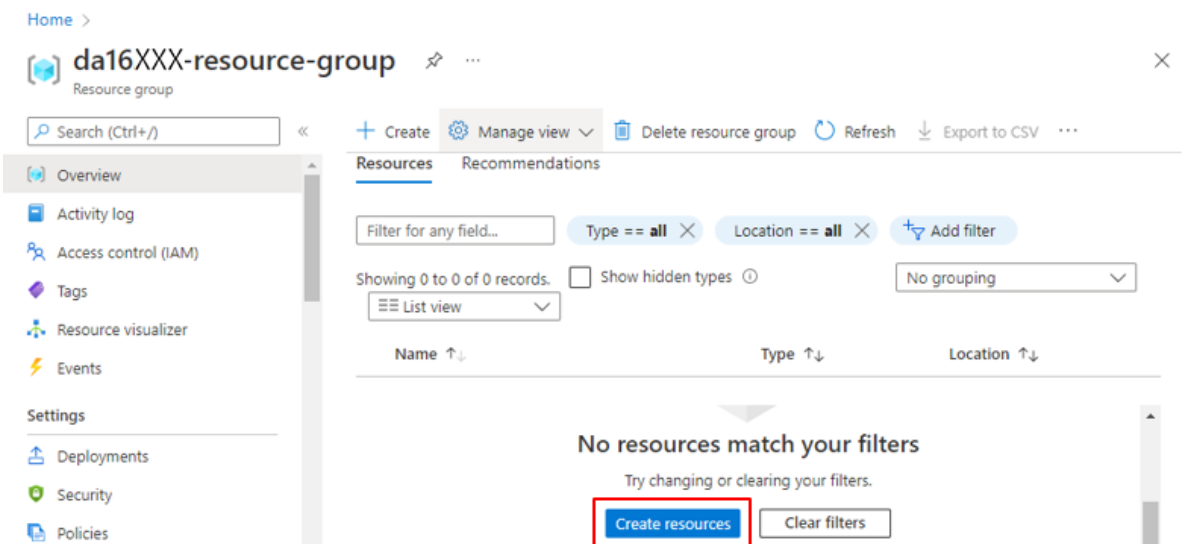 Home >
da16XXX-resource-group ...
Resource group
Search (Ctrl+/) «
Create Manage view Delete resource group Refresh Export to CSV ...
Overview
Activity log
Access control (IAM)
Tags
Resource visualizer
Events
Settings
Deployments
Security
Policies
Resources Recommendations
Filter for any field... Type == all Location == all Add filter
Showing 0 to 0 of 0 records. Show hidden types No grouping
List view
Name ↑↓ Type ↑↓ Location ↑↓
No resources match your filters
Try changing or clearing your filters.
Create resources Clear filters